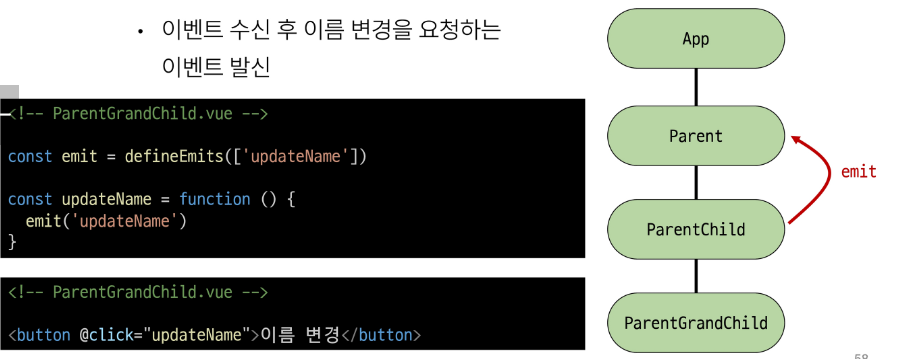 • 이벤트 수신 후 이름 변경을 요청하는
이벤트 발신
<!-- ParentGrandChild.vue -->
const emit = defineEmits(['updateName'])
const updateName = function () {
emit('updateName')
}
<!-- ParentGrandChild.vue -->
<button @click="updateName">이름 변경</button>
App
Parent
emit
ParentChild
ParentGrandChild